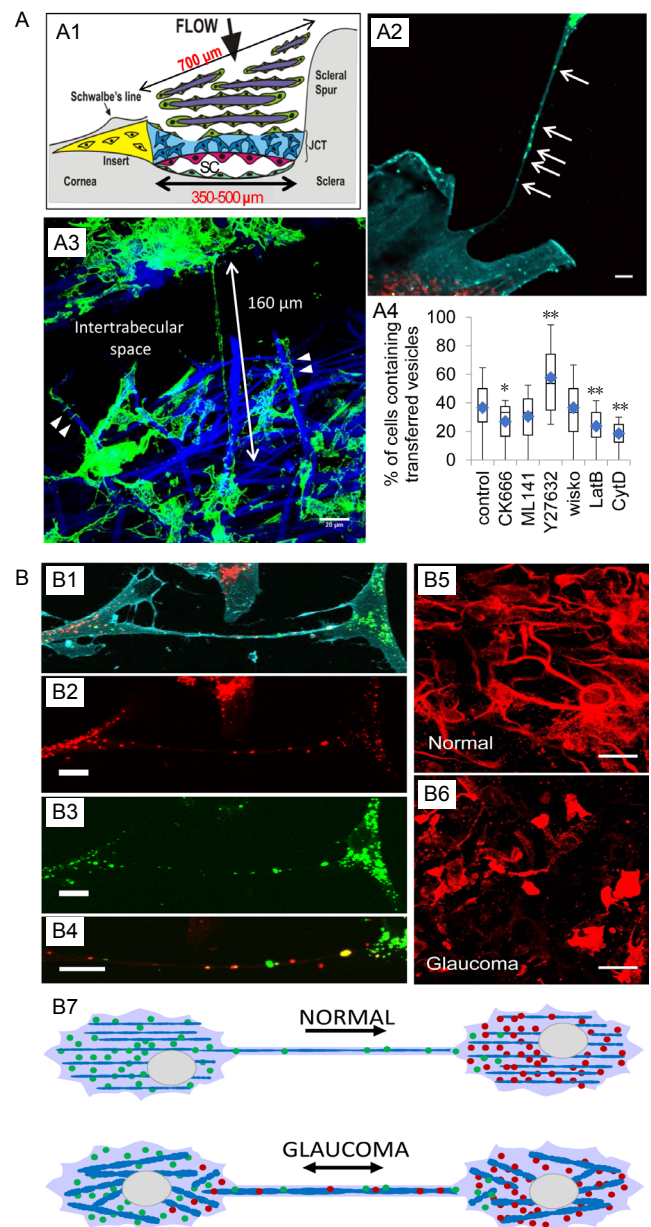 A
A1
FLOW
700 µm
Schwalbe's line
Scleral
Spur
JCT
Insert
SC
Cornea
350-500 µm
Sclera
A2
A3
160 µm
Intertrabecular
space
20 µm
A4
% of cells containing
transferred vesicles
100
80
60
40
20
0
*
**
**
**
control
CK666
ML141
Y27632
wisko
LatB
CytD
B
B1
B2
B3
B4
B5
Normal
B6
Glaucoma
B7
NORMAL
GLAUCOMA